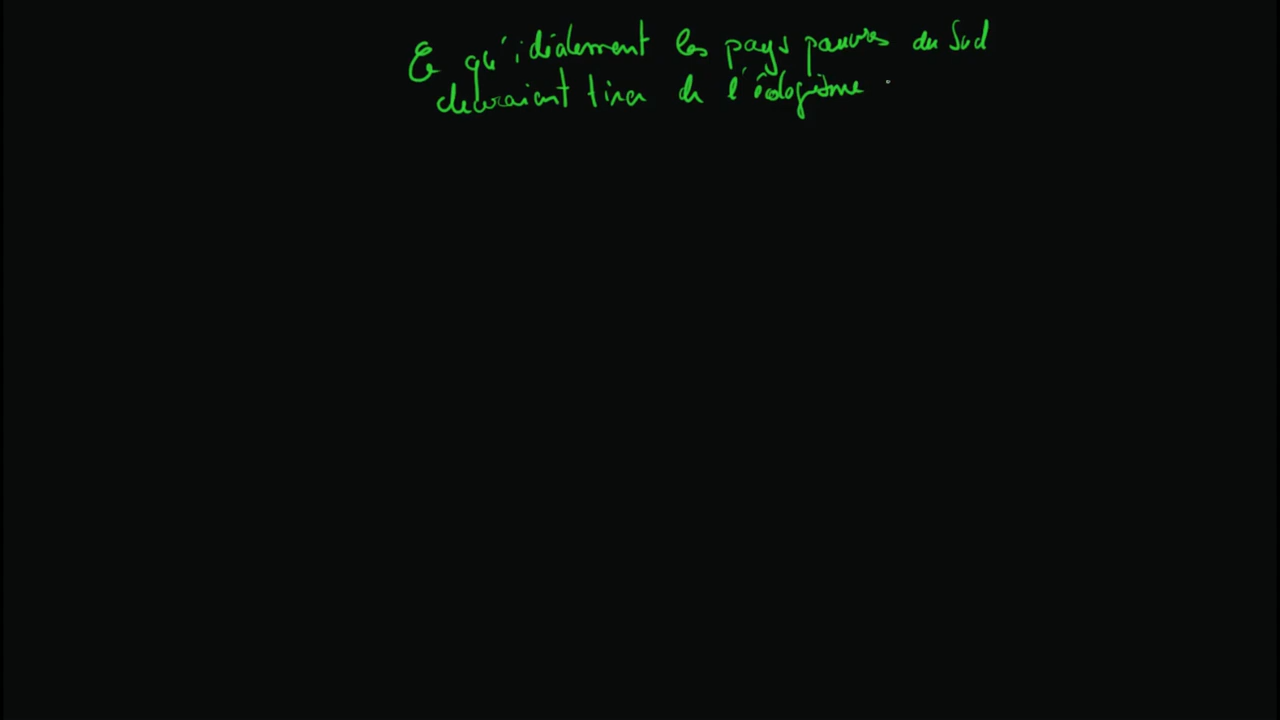 Ce qu'idéalement les pays pauvres du Sud
devraient tirer de l'écologisme